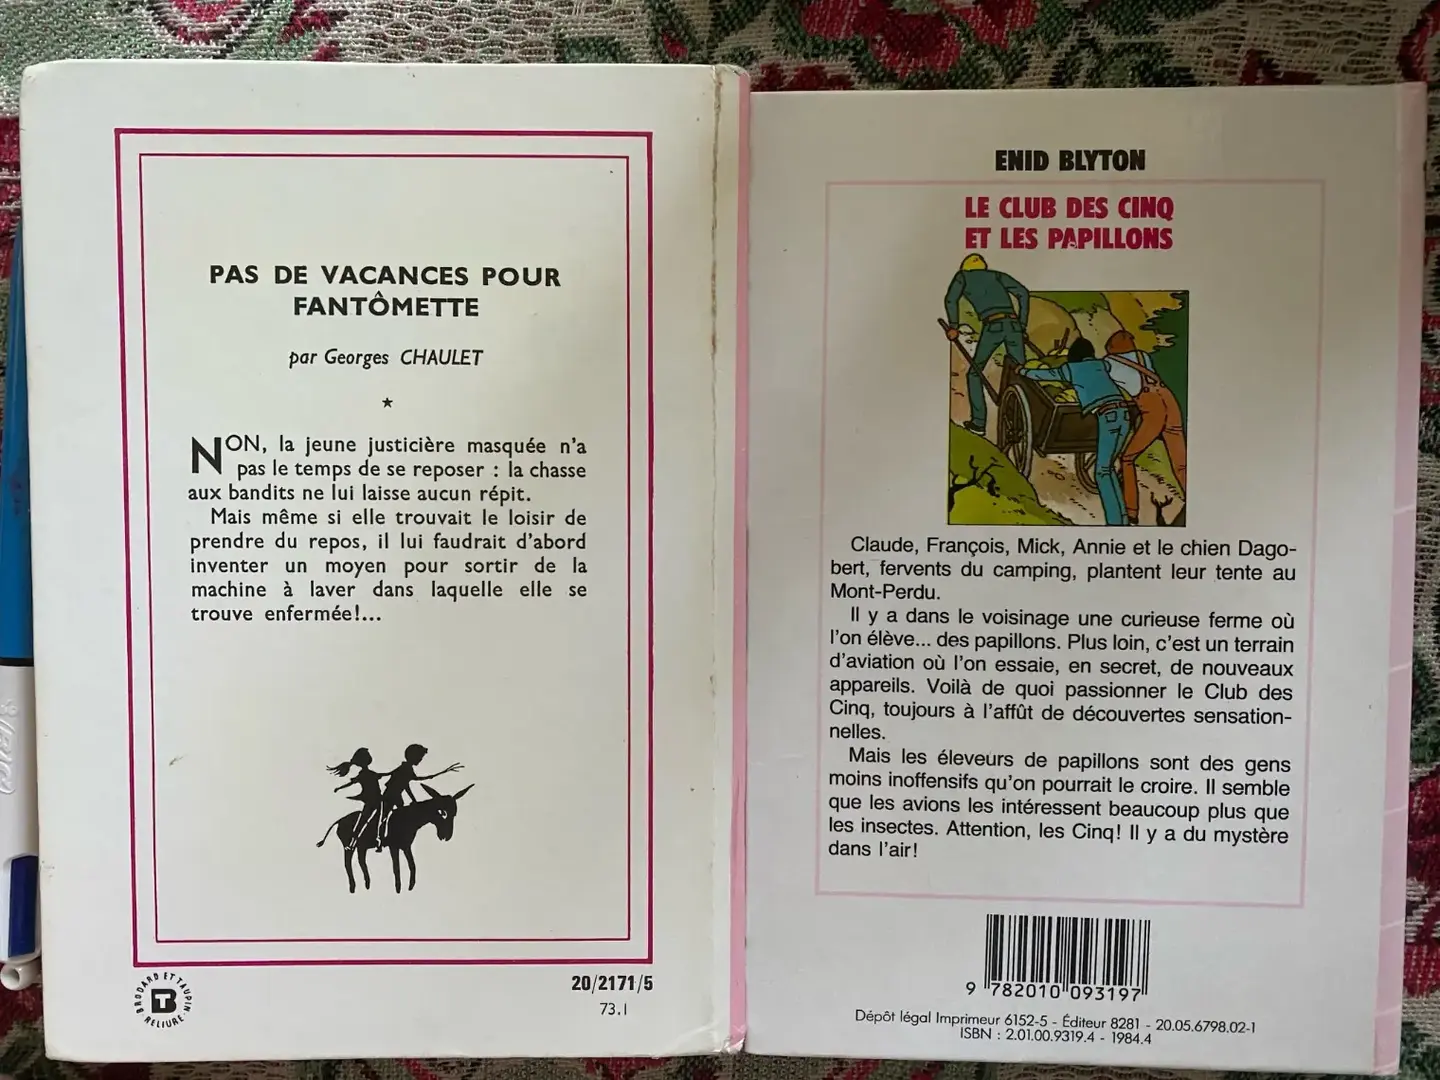 PAS DE VACANCES POUR
FANTÔMETTE
par Georges CHAULET
★
NON, la jeune justicière masquée n'a
pas le temps de se reposer : la chasse
aux bandits ne lui laisse aucun répit.
Mais même si elle trouvait le loisir de
prendre du repos, il lui faudrait d'abord
inventer un moyen pour sortir de la
machine à laver dans laquelle elle se
trouve enfermée!...
BRODARD ET TAUPIN
RELIURE
20/2171/5
73.1
ENID BLYTON
LE CLUB DES CINQ
ET LES PAPILLONS
Claude, François, Mick, Annie et le chien Dago-
bert, fervents du camping, plantent leur tente au
Mont-Perdu.
Il y a dans le voisinage une curieuse ferme où
l'on élève... des papillons. Plus loin, c'est un terrain
d'aviation où l'on essaie, en secret, de nouveaux
appareils. Voilà de quoi passionner le Club des
Cinq, toujours à l'affût de découvertes sensation-
nelles.
Mais les éleveurs de papillons sont des gens
moins inoffensifs qu'on pourrait le croire. Il semble
que les avions les intéressent beaucoup plus que
les insectes. Attention, les Cinq! Il y a du mystère
dans l'air!
9 782010 093197
Dépôt légal Imprimeur 6152-5 - Éditeur 8281 - 20.05.6798.02-1
ISBN : 2.01.00.9319.4 - 1984.4